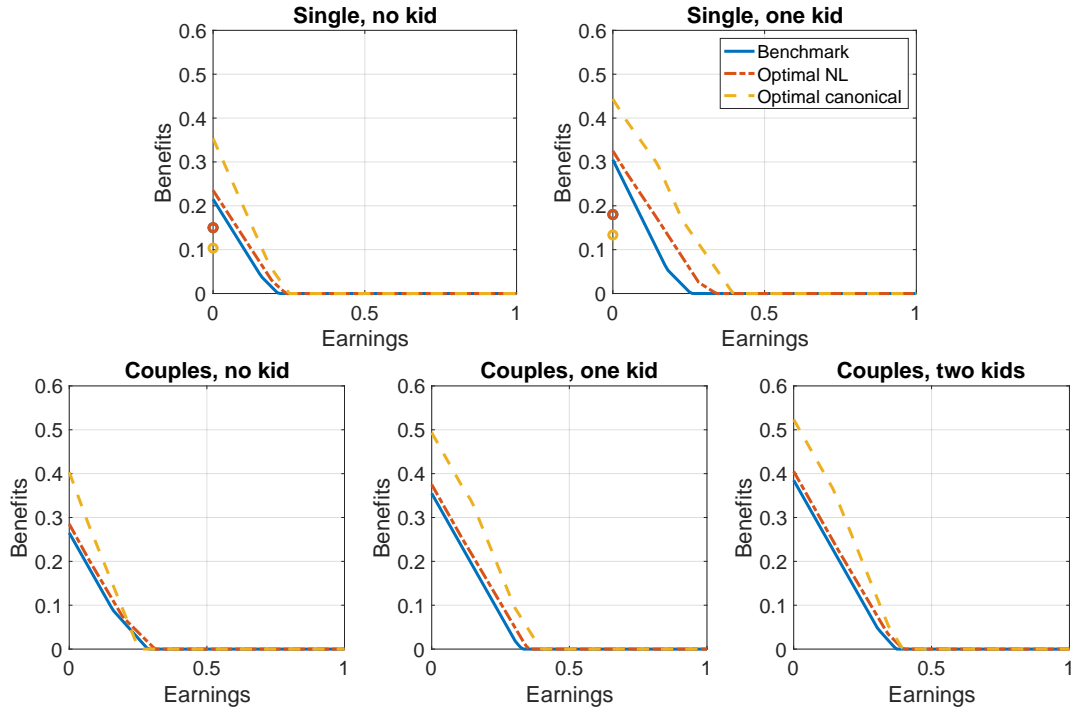 Single, no kid
0.6
0.5
0.4
0.3
0.2
0.1
0
Benefits
0
0.5
1
Earnings
Single, one kid
0.6
0.5
0.4
0.3
0.2
0.1
0
Benefits
0
0.5
1
Earnings
Benchmark
Optimal NL
Optimal canonical
Couples, no kid
0.6
0.5
0.4
0.3
0.2
0.1
0
Benefits
0
0.5
1
Earnings
Couples, one kid
0.6
0.5
0.4
0.3
0.2
0.1
0
Benefits
0
0.5
1
Earnings
Couples, two kids
0.6
0.5
0.4
0.3
0.2
0.1
0
Benefits
0
0.5
1
Earnings